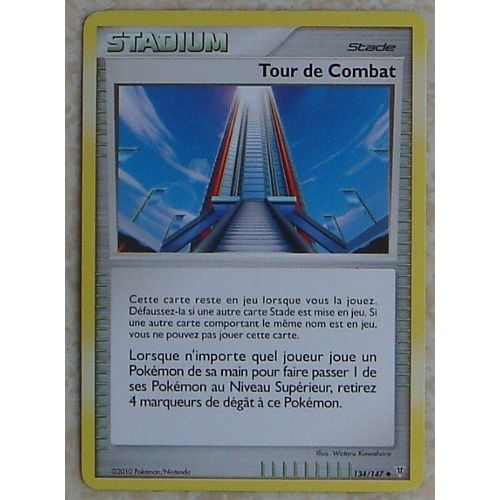 STADIUM
Stade
Tour de Combat
Cette carte reste en jeu lorsque vous la jouez.
Défaussez-la si une autre carte Stade est mise en jeu. Si
une autre carte comportant le même nom est en jeu,
vous ne pouvez pas jouer cette carte.
Lorsque n'importe quel joueur joue un
Pokémon de sa main pour faire passer 1 de
ses Pokémon au Niveau Supérieur, retirez
4 marqueurs de dégât à ce Pokémon.
Illus. Wataru Kawahara
©2010 Pokémon/Nintendo
134/147